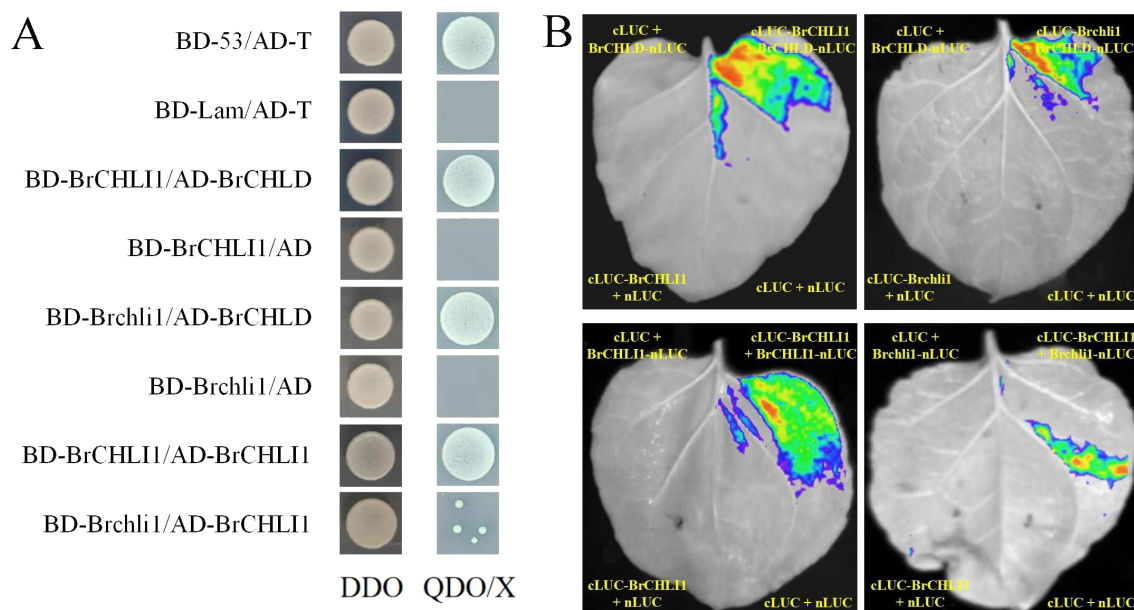 A
BD-53/AD-T
BD-Lam/AD-T
BD-BrCHLI1/AD-BrCHLD
BD-BrCHLI1/AD
BD-Brchli1/AD-BrCHLD
BD-Brchli1/AD
BD-BrCHLI1/AD-BrCHLI1
BD-Brchli1/AD-BrCHLI1
DDO QDO/X
B
cLUC +
BrCHLD-nLUC
cLUC-BrCHLI1
BrCHLD-nLUC
cLUC-BrCHLI1
+ nLUC
cLUC + nLUC
cLUC +
BrCHLD-nLUC
cLUC-Brchli1
+ BrCHLD-nLUC
cLUC-Brchli1
+ nLUC
cLUC + nLUC
cLUC +
BrCHLI1-nLUC
cLUC-BrCHLI1
+ BrCHLI1-nLUC
cLUC-BrCHLI1
+ nLUC
cLUC + nLUC
cLUC +
Brchli1-nLUC
cLUC-BrCHLI1
+ Brchli1-nLUC
cLUC-BrCHLI1
+ nLUC
cLUC + nLUC